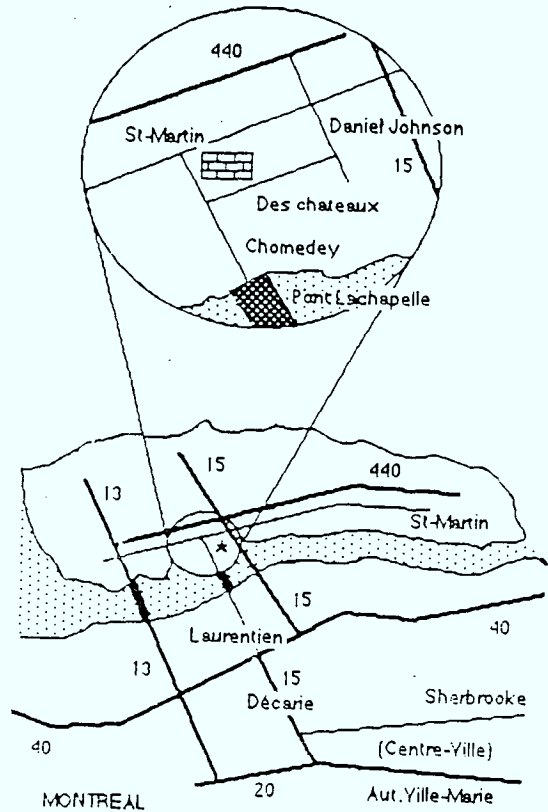 440
St-Martin
Daniel Johnson
15
Des chateaux
Chomedey
Pont Lachapelle
15
13
440
St-Martin
15
Laurentien
40
13
15
Décarie
Sherbrooke
40
(Centre-Ville)
20
MONTREAL
Aut. Ville-Marie